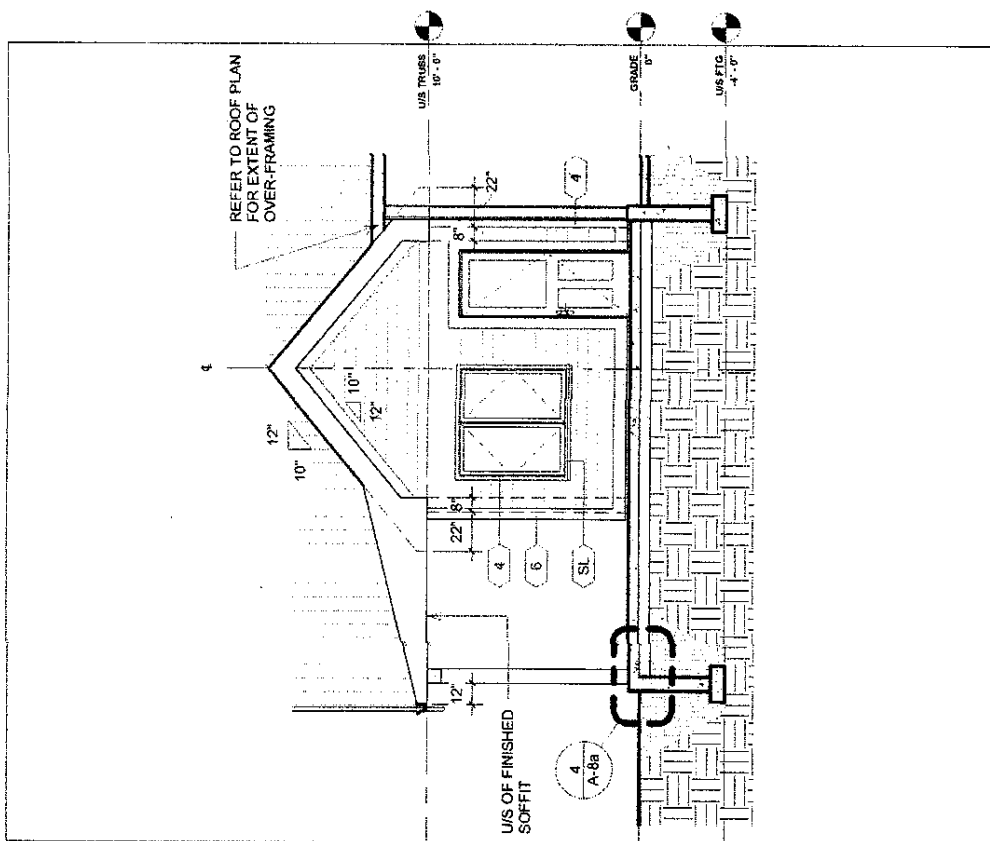 REFER TO ROOF PLAN
FOR EXTENT OF
OVER-FRAMING
U/S TRUSS
10' - 0"
GRADE
0"
U/S FTG
-4' - 0"
22"
8"
4
12"
10"
10"
12"
8"
22"
4
6
SL
12"
U/S OF FINISHED
SOFFIT
4
A-8a